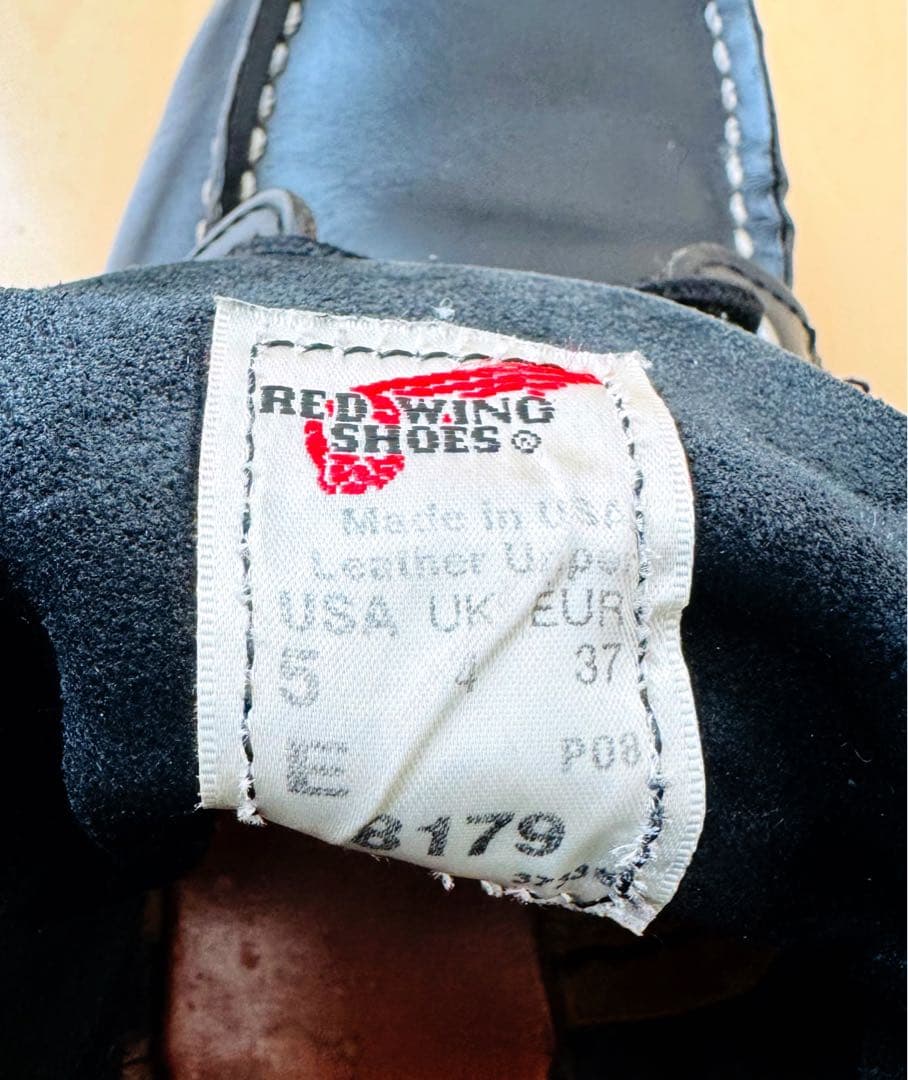 RED WING
SHOES ®
Made in USA
Leather Upper
USA UK EUR
5 4 37
E P08
8179